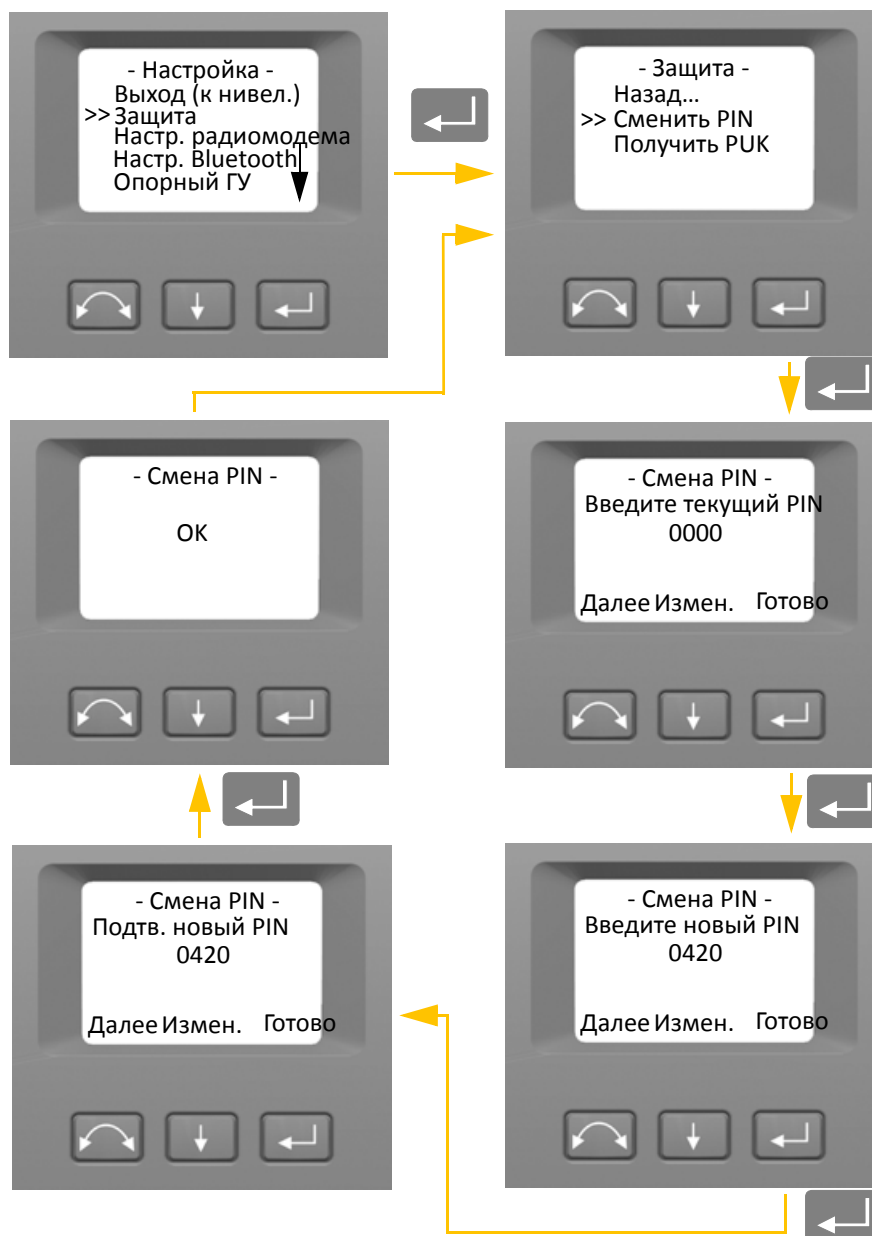 - Настройка -
Выход (к нивел.)
>> Защита
Настр. радиомодема
Настр. Bluetooth
Опорный ГУ
- Защита -
Назад...
>> Сменить PIN
Получить PUK
- Смена PIN -
OK
- Смена PIN -
Введите текущий PIN
0000
Далее Измен. Готово
- Смена PIN -
Подтв. новый PIN
0420
Далее Измен. Готово
- Смена PIN -
Введите новый PIN
0420
Далее Измен. Готово